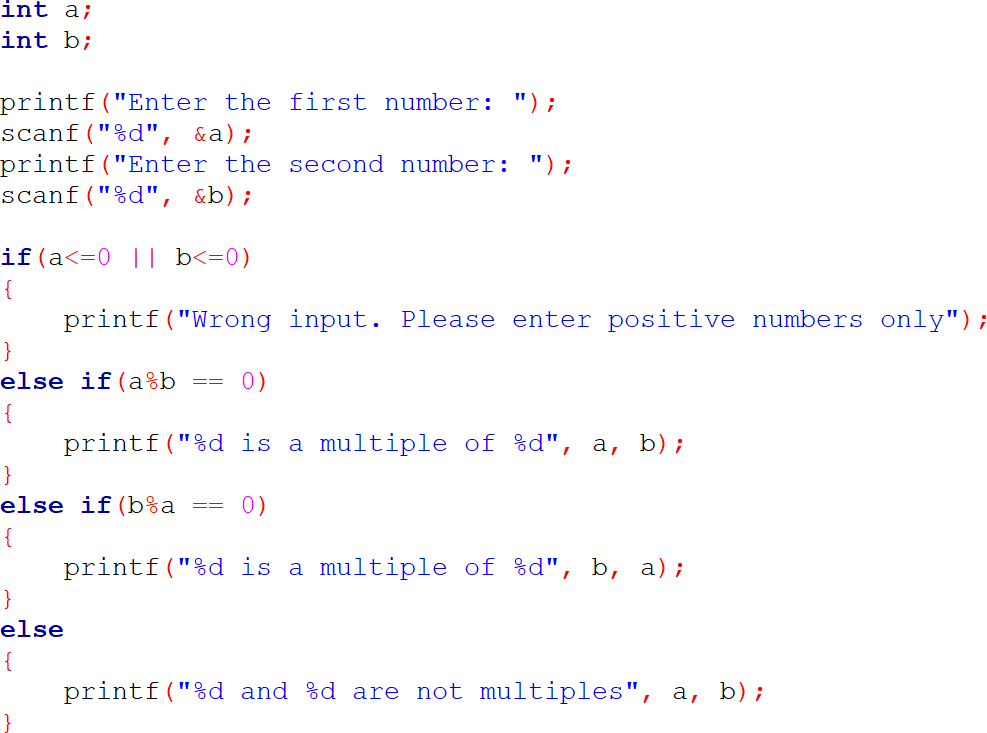 int a;
int b;

printf("Enter the first number: ");
scanf("%d", &a);
printf("Enter the second number: ");
scanf("%d", &b);

if(a<=0 || b<=0)
{
    printf("Wrong input. Please enter positive numbers only");
}
else if(a%b == 0)
{
    printf("%d is a multiple of %d", a, b);
}
else if(b%a == 0)
{
    printf("%d is a multiple of %d", b, a);
}
else
{
    printf("%d and %d are not multiples", a, b);
}